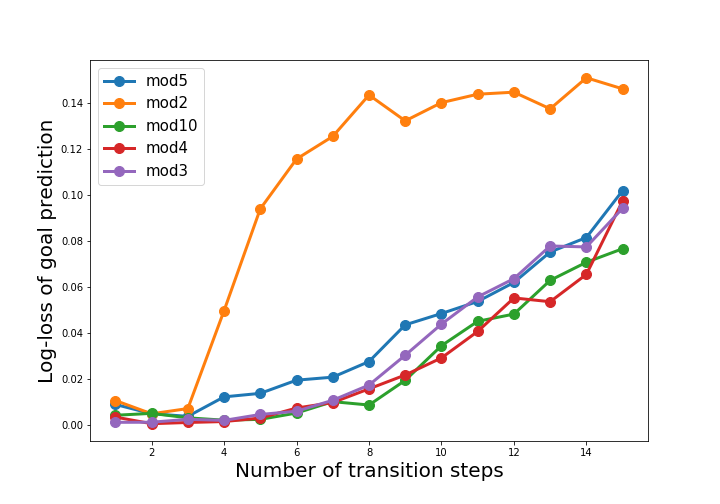 mod5
mod2
mod10
mod4
mod3
Log-loss of goal prediction
0.14
0.12
0.10
0.08
0.06
0.04
0.02
0.00
2 4 6 8 10 12 14
Number of transition steps